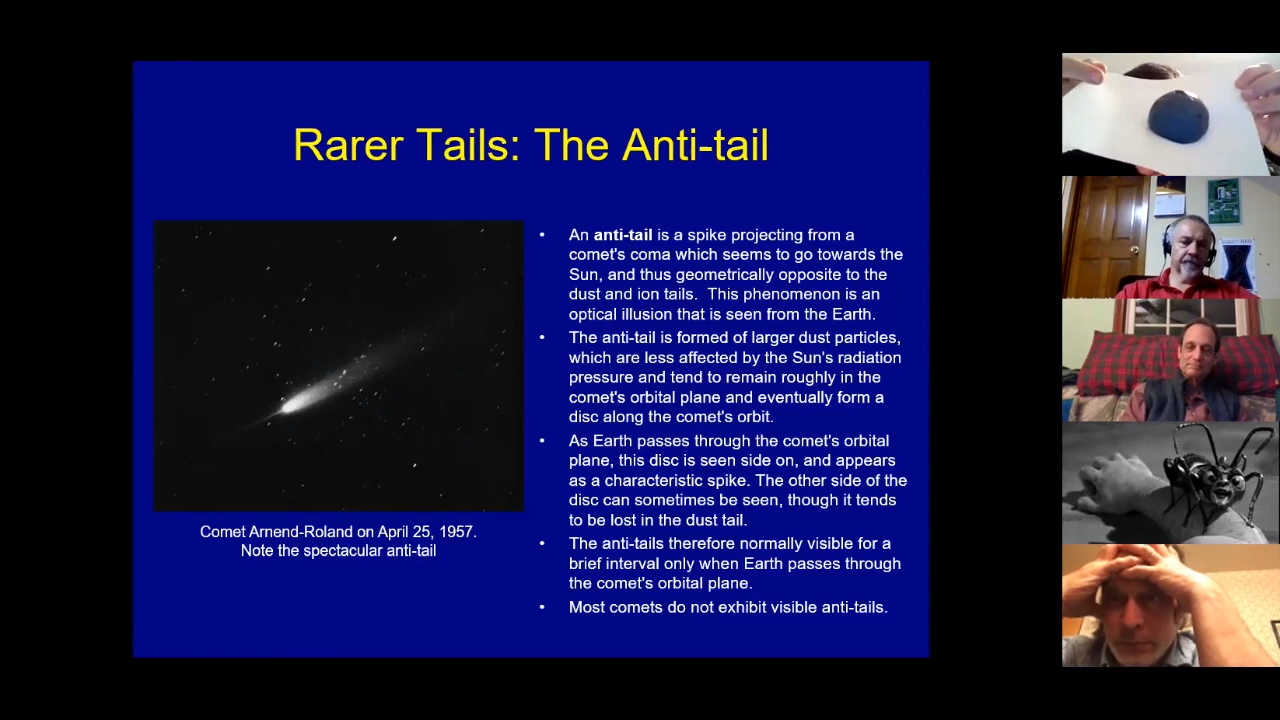 Rarer Tails: The Anti-tail
Comet Arnend-Roland on April 25, 1957.
Note the spectacular anti-tail
• An anti-tail is a spike projecting from a
comet's coma which seems to go towards the
Sun, and thus geometrically opposite to the
dust and ion tails. This phenomenon is an
optical illusion that is seen from the Earth.
• The anti-tail is formed of larger dust particles,
which are less affected by the Sun's radiation
pressure and tend to remain roughly in the
comet's orbital plane and eventually form a
disc along the comet's orbit.
• As Earth passes through the comet's orbital
plane, this disc is seen side on, and appears
as a characteristic spike. The other side of the
disc can sometimes be seen, though it tends
to be lost in the dust tail.
• The anti-tails therefore normally visible for a
brief interval only when Earth passes through
the comet's orbital plane.
• Most comets do not exhibit visible anti-tails.